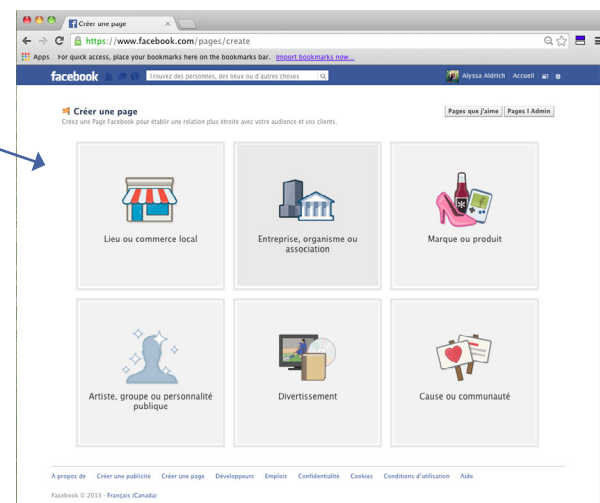 Créer une page
https://www.facebook.com/pages/create
Apps For quick access, place your bookmarks here on the bookmarks bar. Import bookmarks now...
facebook Trouvez des personnes, des lieux ou d'autres choses Alyssa Aldrich Accueil
Créer une page Pages que j'aime Pages I Admin
Créez une Page Facebook pour établir une relation plus étroite avec votre audience et vos clients.
Lieu ou commerce local
Entreprise, organisme ou
association
Marque ou produit
Artiste, groupe ou personnalité
publique
Divertissement
Cause ou communauté
À propos de Créer une publicité Créer une page Développeurs Emplois Confidentialité Cookies Conditions d'utilisation Aide
Facebook © 2013 · Français (Canada)